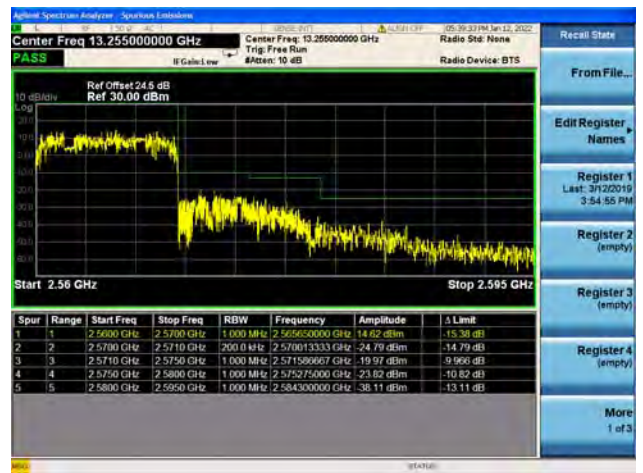 Agilent Spectrum Analyzer - Spurious Emissions
05:39:33 PM Jan 12, 2022
Center Freq 13.255000000 GHz
Center Freq: 13.255000000 GHz
Radio Std: None
Trig: Free Run
PASS
IFGain:Low
#Atten: 10 dB
Radio Device: BTS
Ref Offset 24.5 dB
10 dB/div
Ref 30.00 dBm
Log
Start 2.56 GHz
Stop 2.595 GHz
Spur Range Start Freq Stop Freq RBW Frequency Amplitude Δ Limit
1 1 2.5600 GHz 2.5700 GHz 1.000 MHz 2.565650000 GHz 14.62 dBm -15.38 dB
2 2 2.5700 GHz 2.5710 GHz 200.0 kHz 2.570013333 GHz -24.79 dBm -14.79 dB
3 3 2.5710 GHz 2.5750 GHz 1.000 MHz 2.571586667 GHz -19.97 dBm -9.966 dB
4 4 2.5750 GHz 2.5800 GHz 1.000 MHz 2.575275000 GHz -23.82 dBm -10.82 dB
5 5 2.5800 GHz 2.5950 GHz 1.000 MHz 2.584300000 GHz -38.11 dBm -13.11 dB
MSG
STATUS
Recall State
From File...
Edit Register
Names
Register 1
Last: 3/12/2019
3:54:55 PM
Register 2
(empty)
Register 3
(empty)
Register 4
(empty)
More
1 of 3